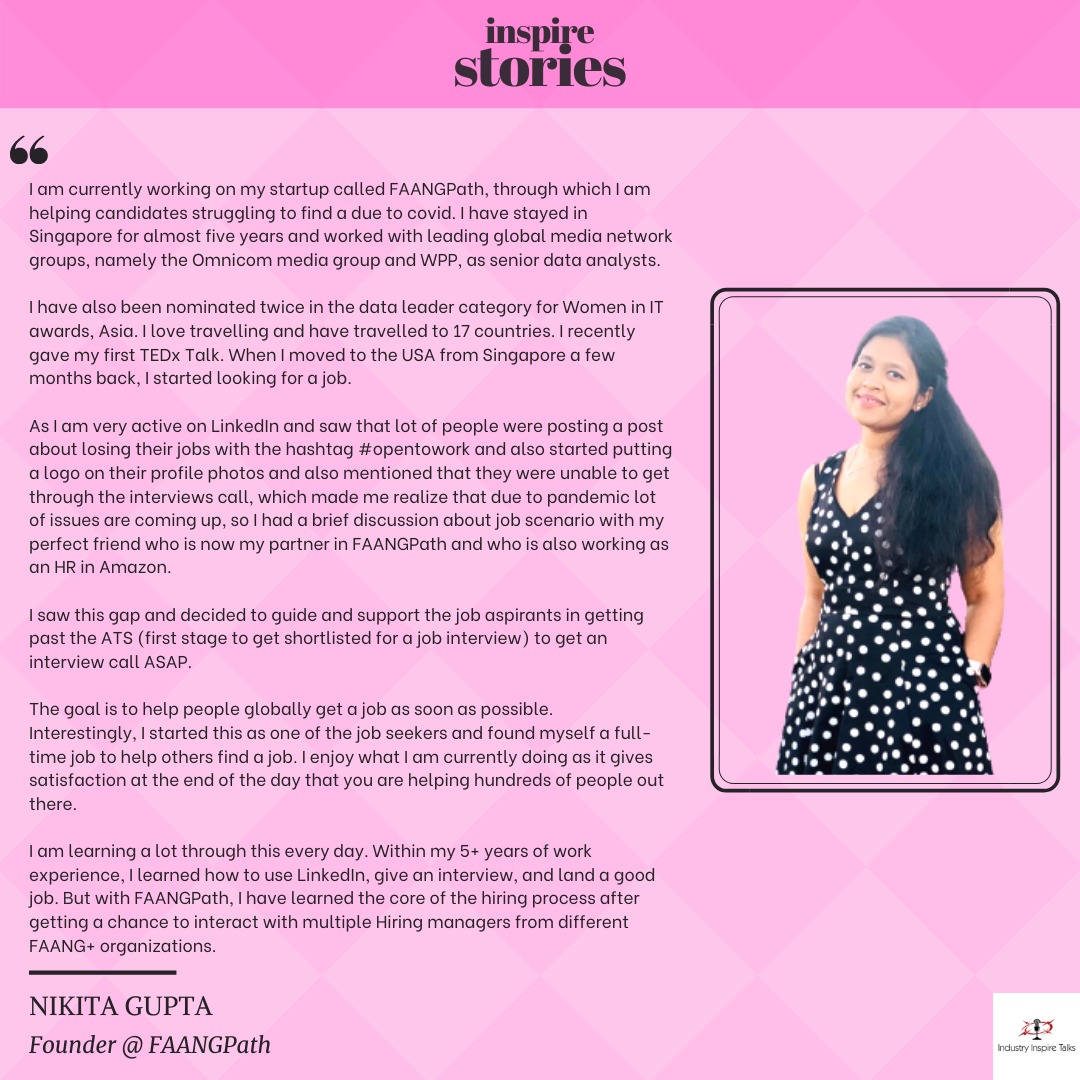 inspire
stories
“
I am currently working on my startup called FAANGPath, through which I am
helping candidates struggling to find a due to covid. I have stayed in
Singapore for almost five years and worked with leading global media network
groups, namely the Omnicom media group and WPP, as senior data analysts.
I have also been nominated twice in the data leader category for Women in IT
awards, Asia. I love travelling and have travelled to 17 countries. I recently
gave my first TEDx Talk. When I moved to the USA from Singapore a few
months back, I started looking for a job.
As I am very active on LinkedIn and saw that lot of people were posting a post
about losing their jobs with the hashtag #opentowork and also started putting
a logo on their profile photos and also mentioned that they were unable to get
through the interviews call, which made me realize that due to pandemic lot
of issues are coming up, so I had a brief discussion about job scenario with my
perfect friend who is now my partner in FAANGPath and who is also working as
an HR in Amazon.
I saw this gap and decided to guide and support the job aspirants in getting
past the ATS (first stage to get shortlisted for a job interview) to get an
interview call ASAP.
The goal is to help people globally get a job as soon as possible.
Interestingly, I started this as one of the job seekers and found myself a full-
time job to help others find a job. I enjoy what I am currently doing as it gives
satisfaction at the end of the day that you are helping hundreds of people out
there.
I am learning a lot through this every day. Within my 5+ years of work
experience, I learned how to use LinkedIn, give an interview, and land a good
job. But with FAANGPath, I have learned the core of the hiring process after
getting a chance to interact with multiple Hiring managers from different
FAANG+ organizations.
NIKITA GUPTA
Founder @ FAANGPath
Industry Inspire Talks